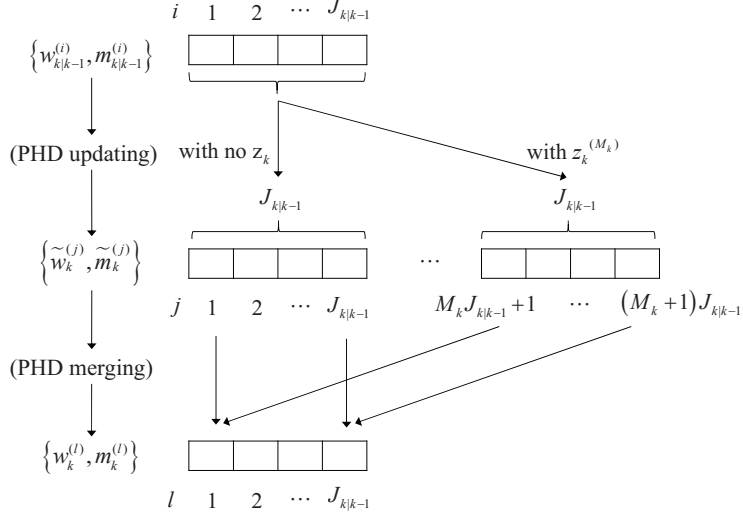 i 1 2 ⋯ J_{k|k−1}
{w_{k|k−1}^{(i)}, m_{k|k−1}^{(i)}}
(PHD updating)
with no z_k
with z_k^{(M_k)}
J_{k|k−1} J_{k|k−1}
{w̃_k^{(j)}, m̃_k^{(j)}}
⋯
j 1 2 ⋯ J_{k|k−1} M_k J_{k|k−1}+1 ⋯ (M_k+1)J_{k|k−1}
(PHD merging)
{w_k^{(l)}, m_k^{(l)}}
l 1 2 ⋯ J_{k|k−1}